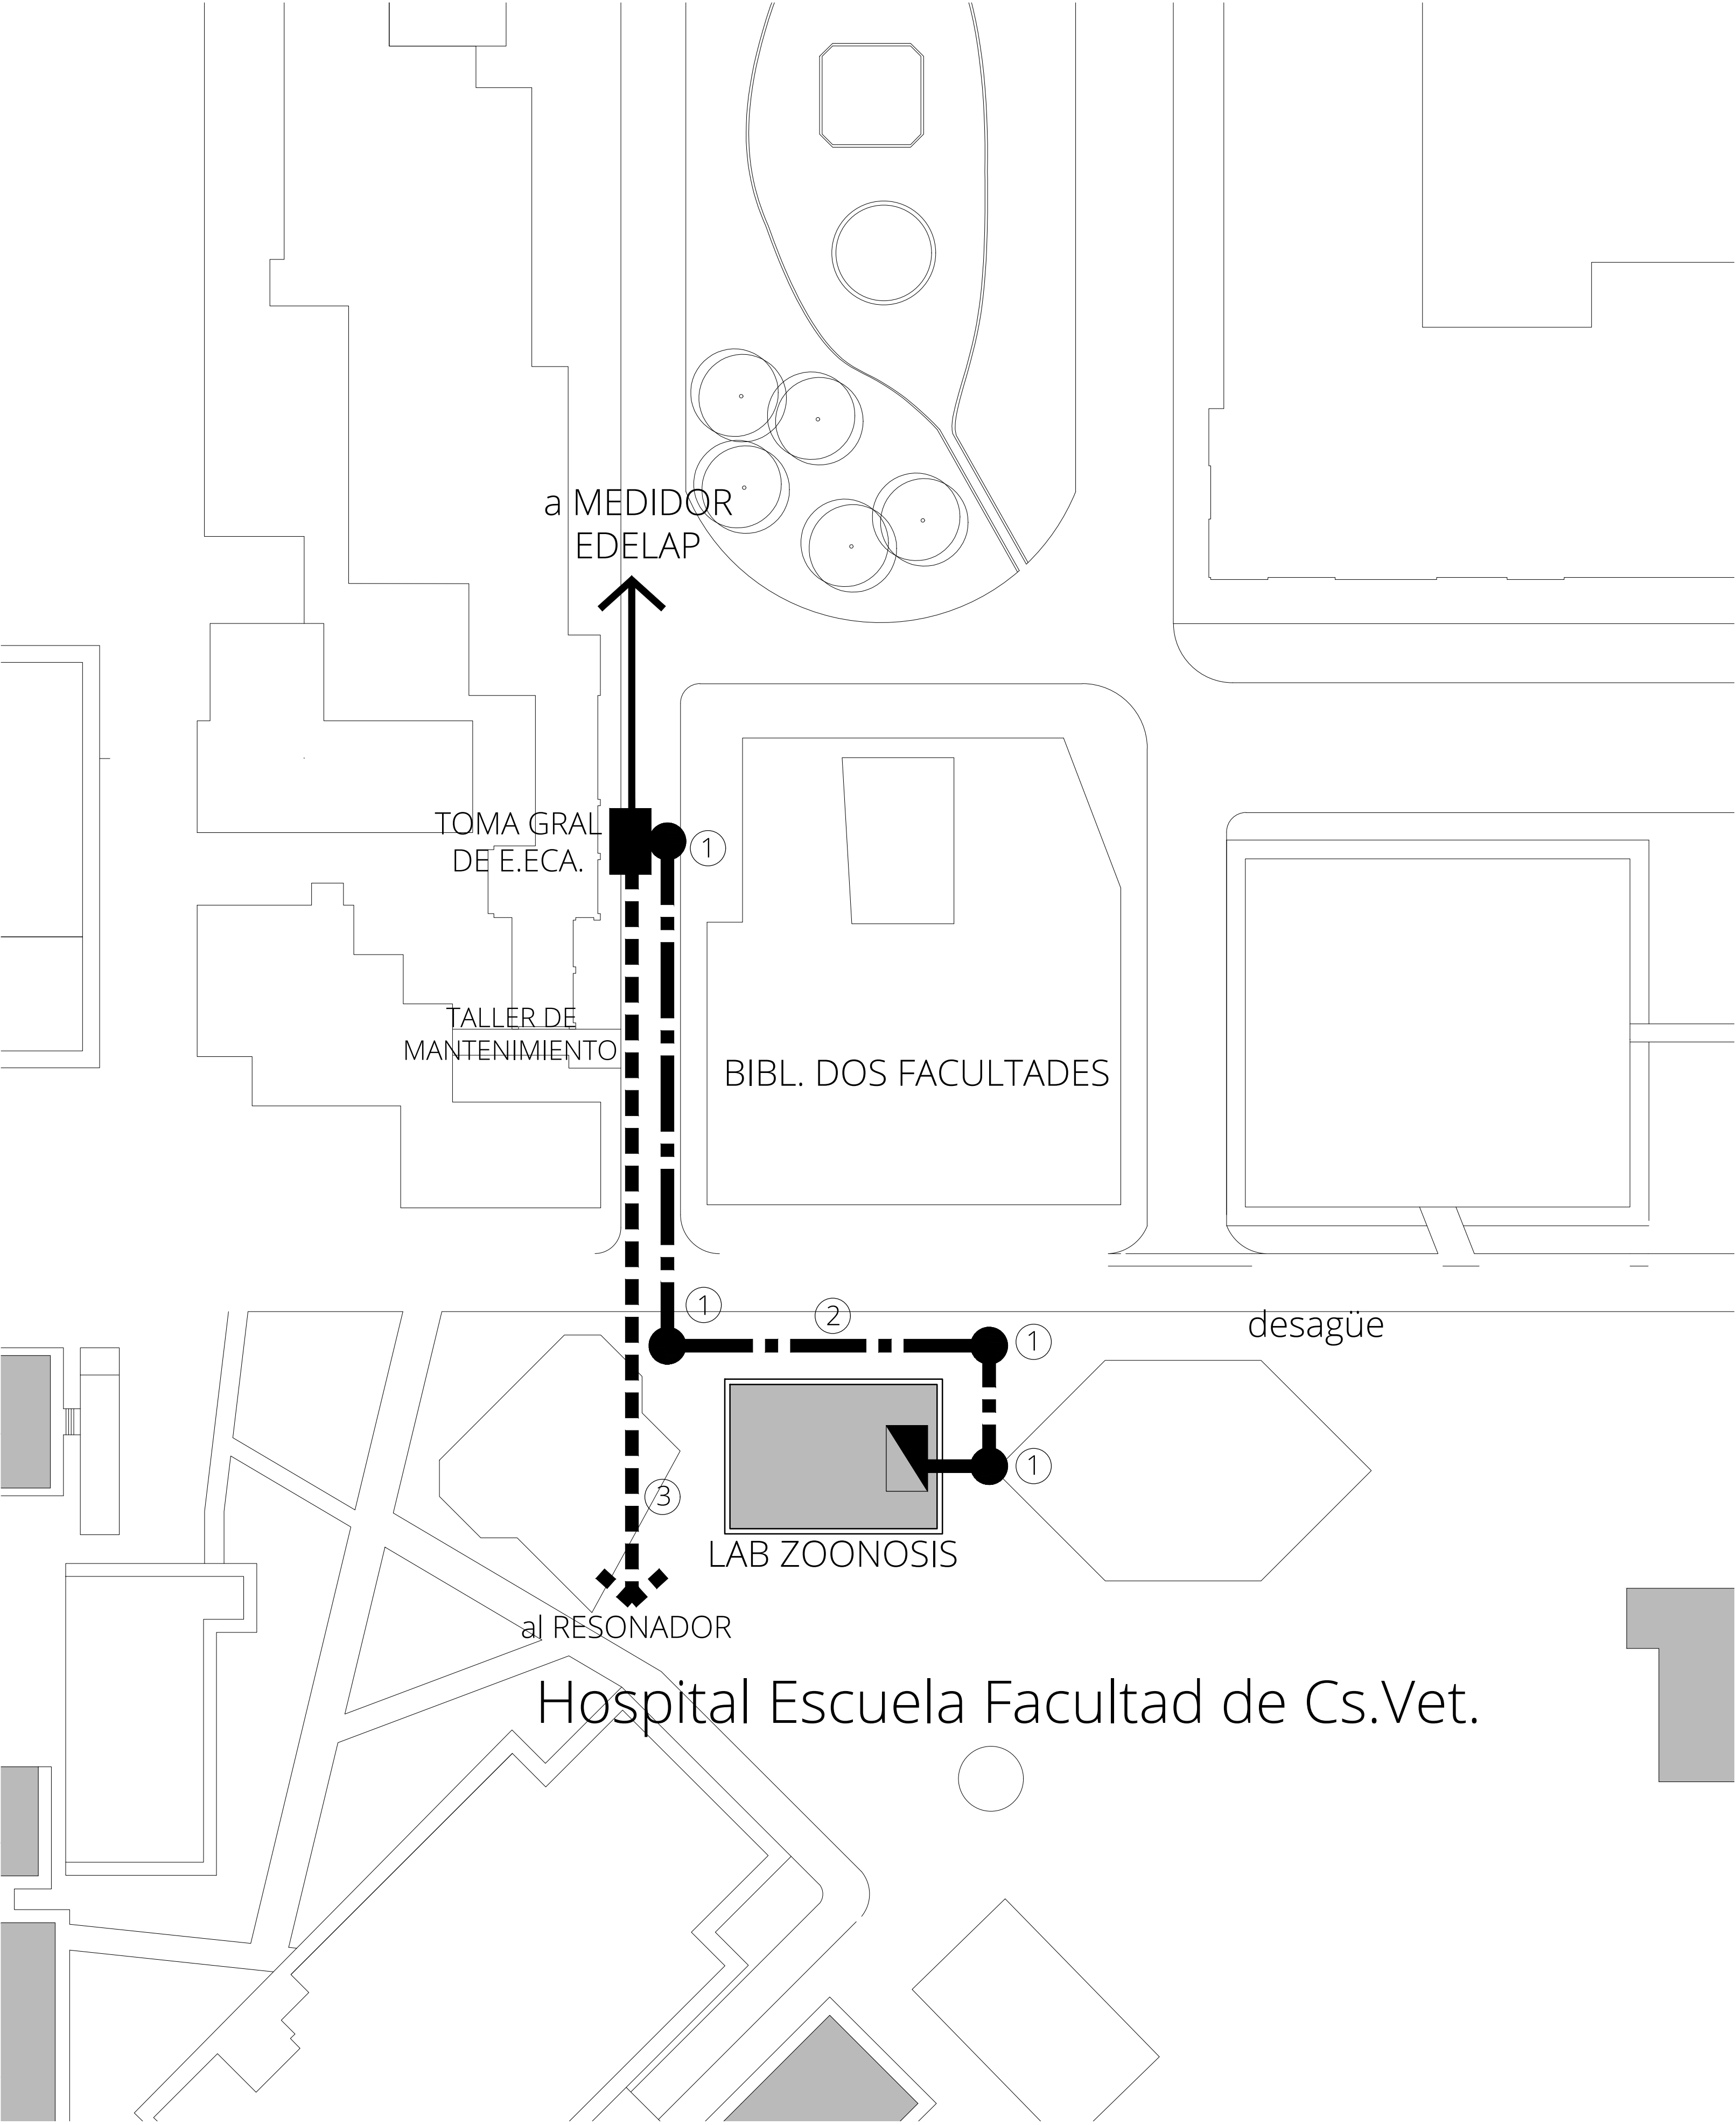 a MEDIDOR
EDELAP
TOMA GRAL
DE E.ECA.
1
TALLER DE
MANTENIMIENTO
BIBL. DOS FACULTADES
1
2
1
desagüe
1
3
LAB ZOONOSIS
al RESONADOR
Hospital Escuela Facultad de Cs.Vet.